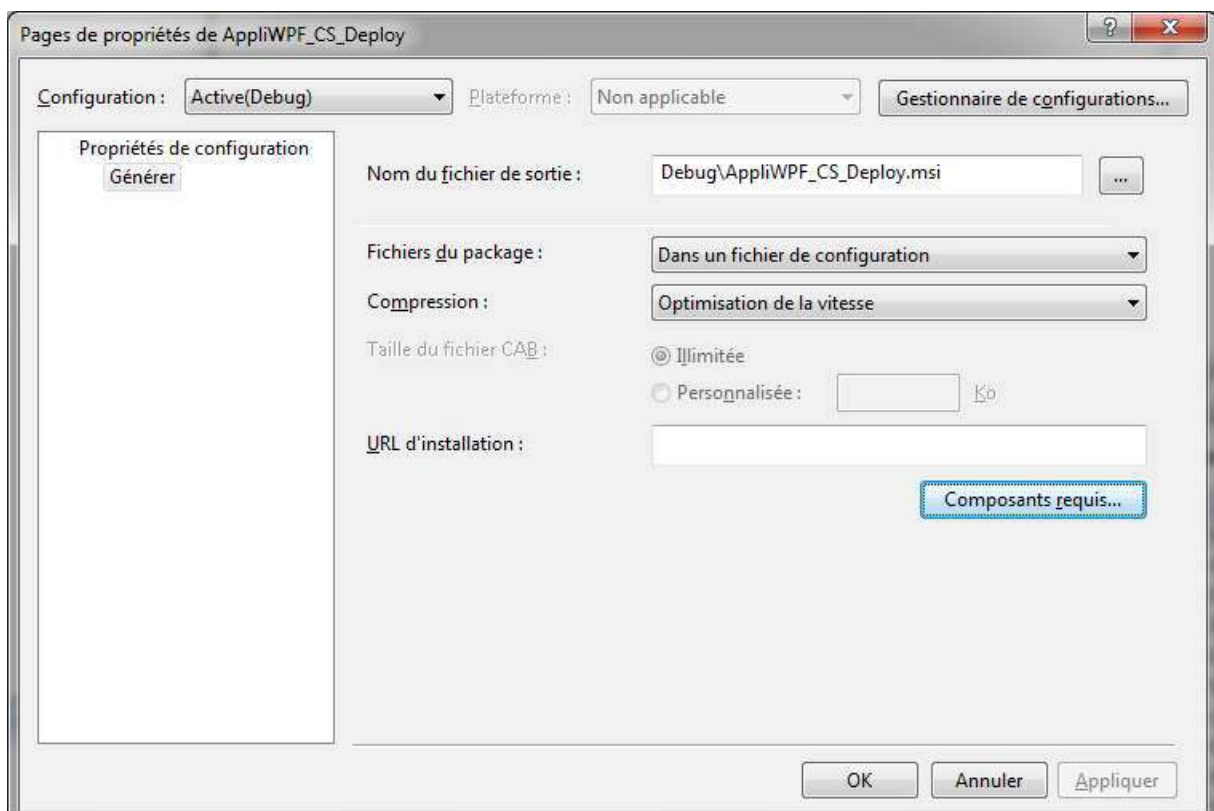 Pages de propriétés de AppliWPF_CS_Deploy
Configuration : Active(Debug) Plateforme : Non applicable Gestionnaire de configurations...
Propriétés de configuration
Générer
Nom du fichier de sortie : Debug\AppliWPF_CS_Deploy.msi ...
Fichiers du package : Dans un fichier de configuration
Compression : Optimisation de la vitesse
Taille du fichier CAB : Illimitée
Personnalisée : Ko
URL d'installation :
Composants requis...
OK Annuler Appliquer